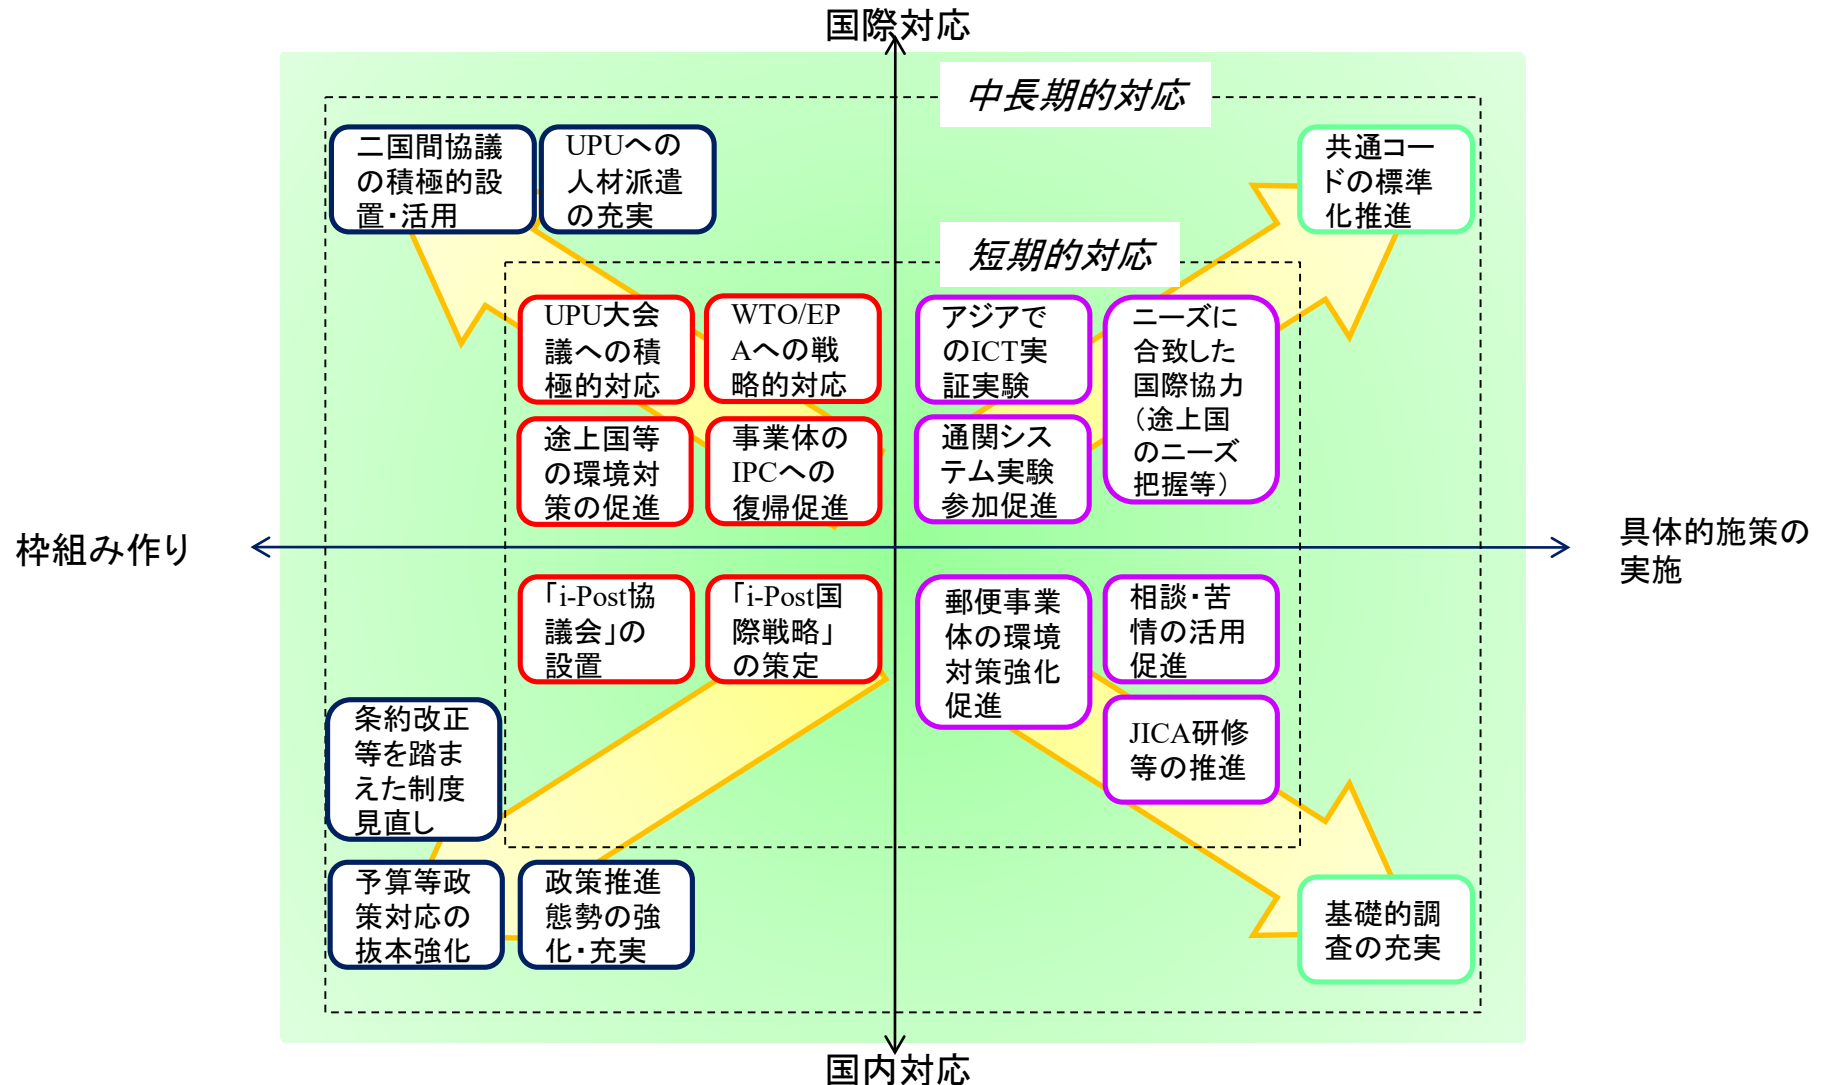 国際対応
中長期的対応
二国間協議
の積極的設
置・活用
UPUへの
人材派遣
の充実
共通コー
ドの標準
化推進
短期的対応
UPU大会
議への積
極的対応
WTO/EP
Aへの戦
略的対応
アジアで
のICT実
証実験
ニーズに
合致した
国際協力
（途上国
のニーズ
把握等）
途上国等
の環境対
策の促進
事業体の
IPCへの
復帰促進
通関シス
テム実験
参加促進
枠組み作り
具体的施策の
実施
「i-Post協
議会」の
設置
「i-Post国
際戦略」
の策定
郵便事業
体の環境
対策強化
促進
相談・苦
情の活用
促進
条約改正
等を踏ま
えた制度
見直し
JICA研修
等の推進
予算等政
策対応の
抜本強化
政策推進
態勢の強
化・充実
基礎的調
査の充実
国内対応